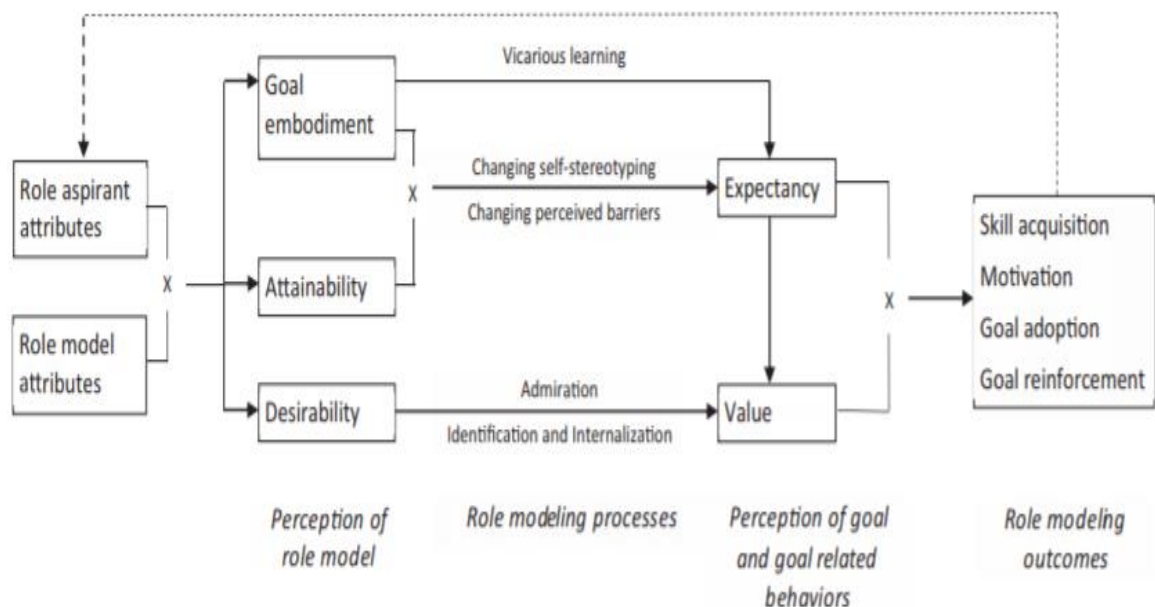 Vicarious learning
Goal
embodiment
Changing self-stereotyping
Changing perceived barriers
Role aspirant
attributes
X
X
Expectancy
Attainability
Role model
attributes
Desirability
Admiration
Identification and Internalization
Value
X
Skill acquisition
Motivation
Goal adoption
Goal reinforcement
Perception of
role model
Role modeling processes
Perception of goal
and goal related
behaviors
Role modeling
outcomes